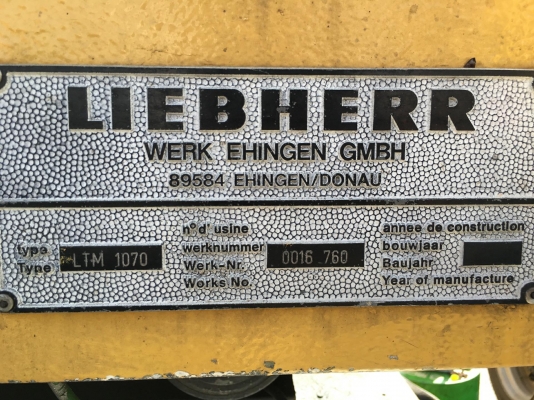 LIEBHERR
WERK EHINGEN GMBH
89584 EHINGEN/DONAU
type
Type
LTM 1070
n° d' usine
werknummer
Werk-Nr.
Works No.
0016 760
annee de construction
bouwjaar
Baujahr
Year of manufacture